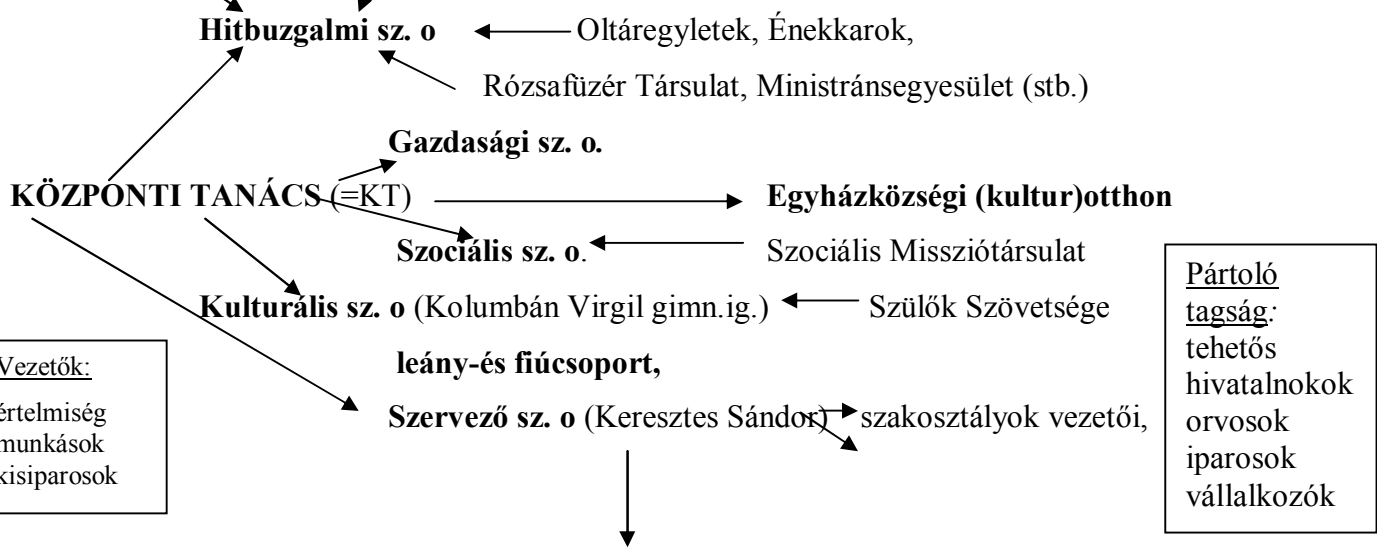 Hitbuzgalmi sz. o Oltáregyletek, Énekkarok,
Rózsafüzér Társulat, Ministránsegyesület (stb.)
Gazdasági sz. o.
KÖZPONTI TANÁCS (=KT) Egyházközségi (kultur)otthon
Szociális sz. o. Szociális Missziótársulat
Kulturális sz. o (Kolumbán Virgil gimn.ig.) Szülők Szövetsége
leány-és fiúcsoport,
Szervező sz. o (Keresztes Sándor) szakosztályok vezetői,
Vezetők:
értelmiség
munkások
kisiparosok
Pártoló
tagság:
tehetős
hivatalnokok
orvosok
iparosok
vállalkozók